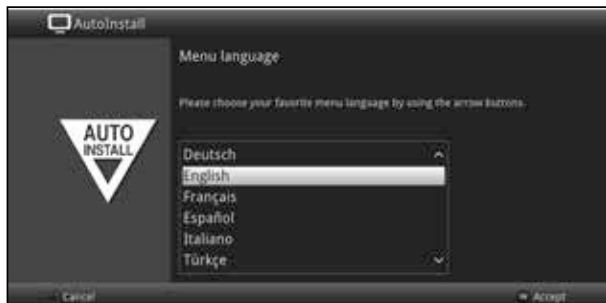 AutoInstall
Menu language
Please choose your favorite menu language by using the arrow buttons.
AUTO
INSTALL
Deutsch
English
Français
Español
Italiano
Türkçe
Cancel
Accept